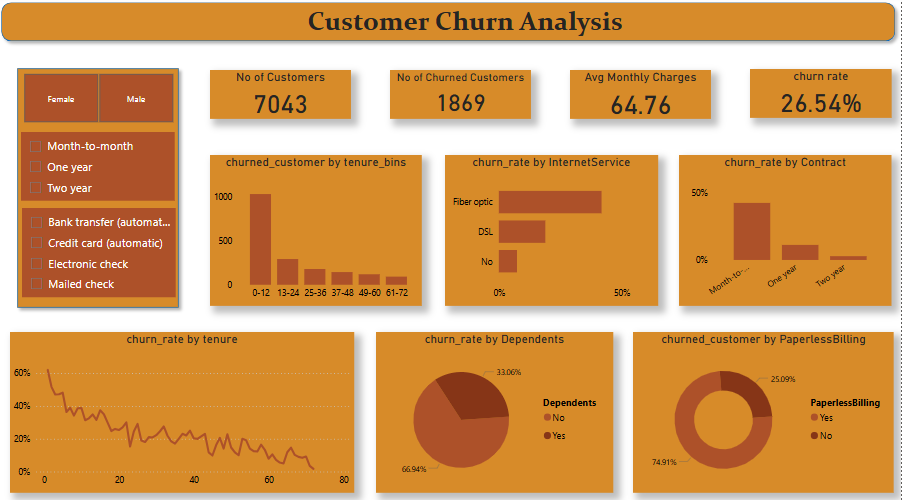 Customer Churn Analysis
Female Male
Month-to-month
One year
Two year
Bank transfer (automat...
Credit card (automatic)
Electronic check
Mailed check
No of Customers
7043
No of Churned Customers
1869
Avg Monthly Charges
64.76
churn rate
26.54%
churned_customer by tenure_bins
1000
500
0
0-12 13-24 25-36 37-48 49-60 61-72
churn_rate by InternetService
Fiber optic
DSL
No
0% 50%
churn_rate by Contract
50%
0%
Month-to-... One year Two year
churn_rate by tenure
60%
40%
20%
0%
0 20 40 60 80
churn_rate by Dependents
33.06%
66.94%
Dependents
No
Yes
churned_customer by PaperlessBilling
25.09%
74.91%
PaperlessBilling
Yes
No